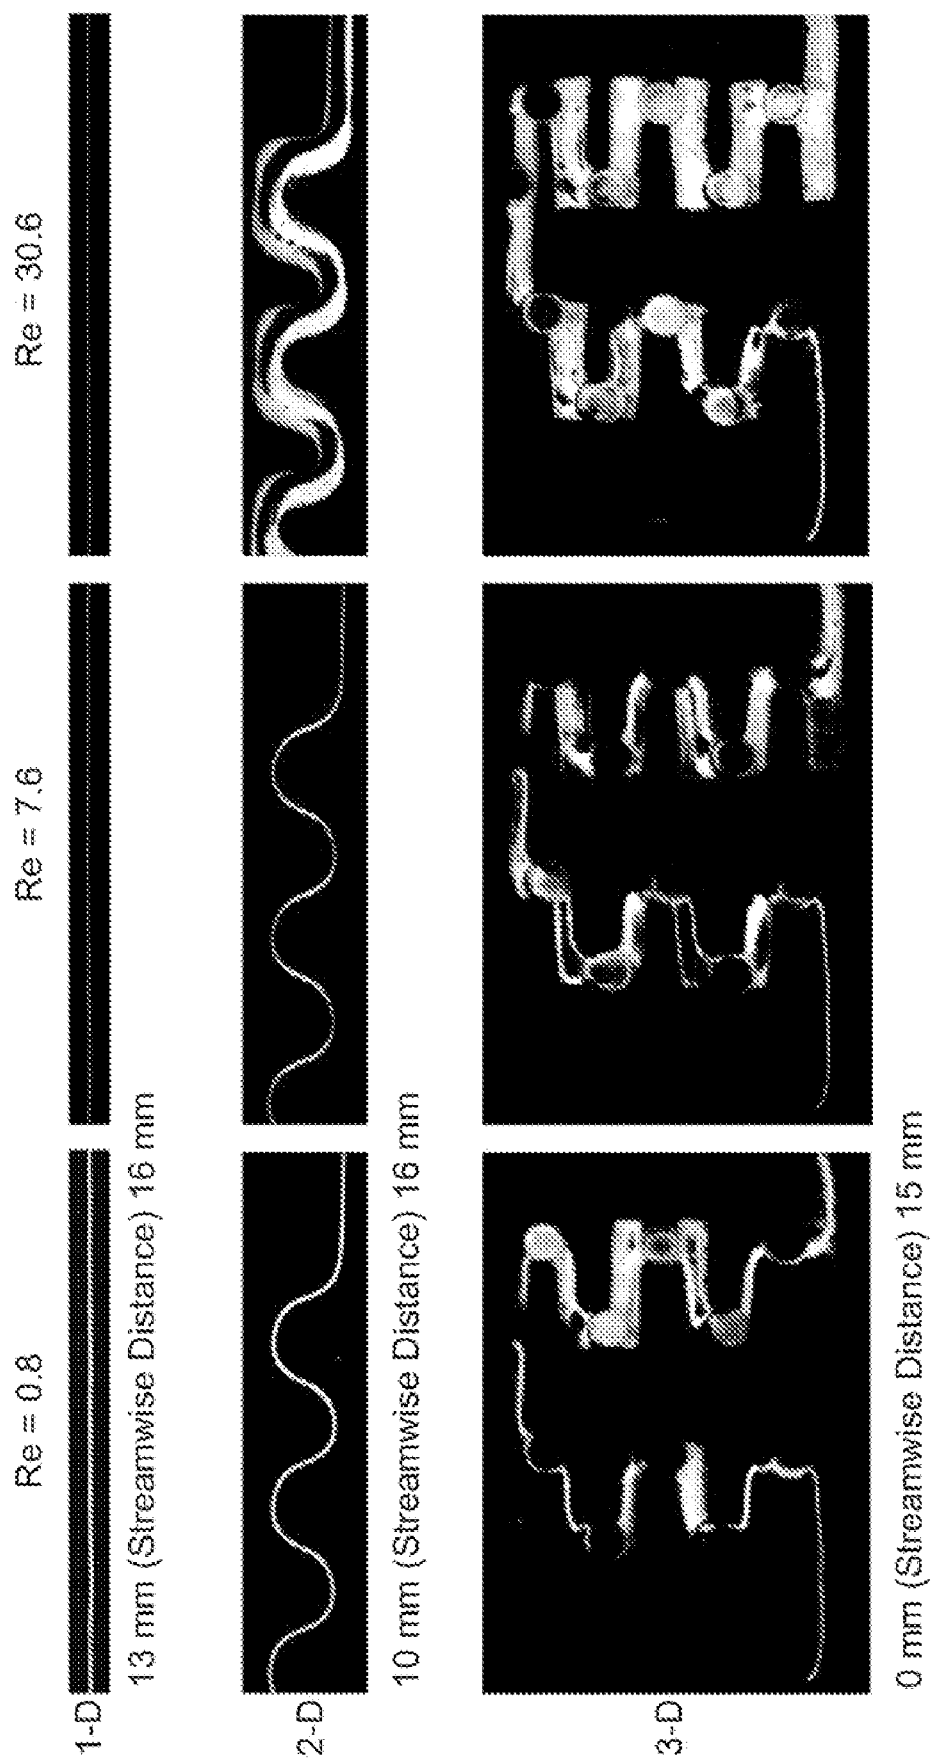 Re = 0.8
Re = 7.6
Re = 30.6
1-D
13 mm (Streamwise Distance) 16 mm
2-D
10 mm (Streamwise Distance) 16 mm
3-D
0 mm (Streamwise Distance) 15 mm